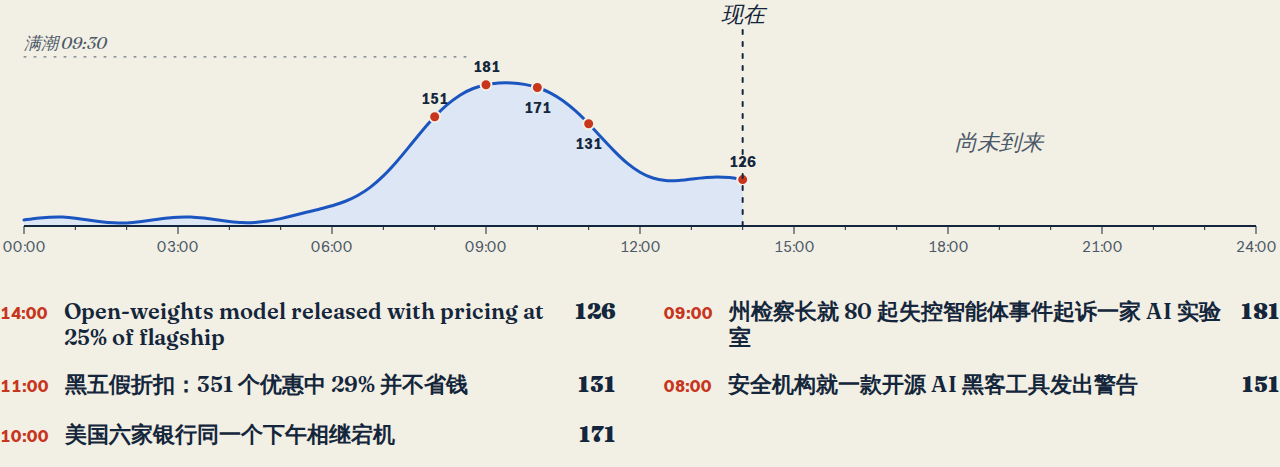 现在
满潮 09:30
181
151
171
131
126
尚未到来
00:00 03:00 06:00 09:00 12:00 15:00 18:00 21:00 24:00
14:00 Open-weights model released with pricing at 126
25% of flagship
11:00 黑五假折扣：351 个优惠中 29% 并不省钱 131
10:00 美国六家银行同一个下午相继宕机 171
09:00 州检察长就 80 起失控智能体事件起诉一家 AI 实验 181
室
08:00 安全机构就一款开源 AI 黑客工具发出警告 151